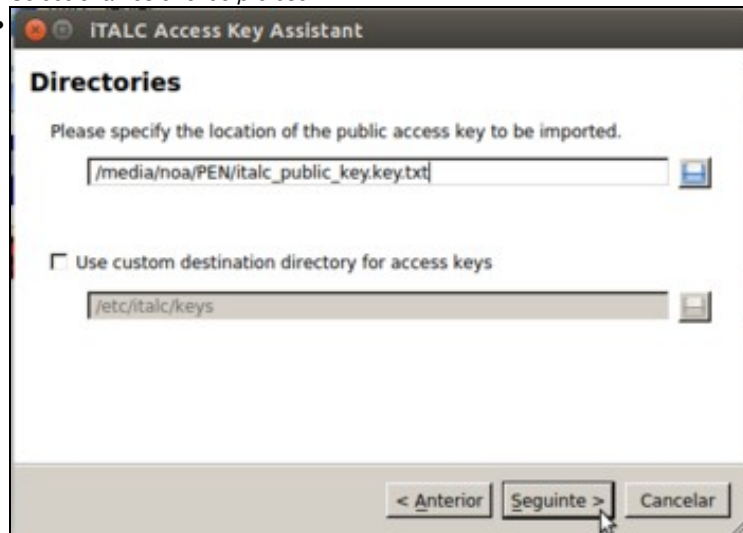 iTALC Access Key Assistant
Directories
Please specify the location of the public access key to be imported.
/media/noa/PEN/italc_public_key.key.txt
Use custom destination directory for access keys
/etc/italc/keys
< Anterior
Seguinte >
Cancelar